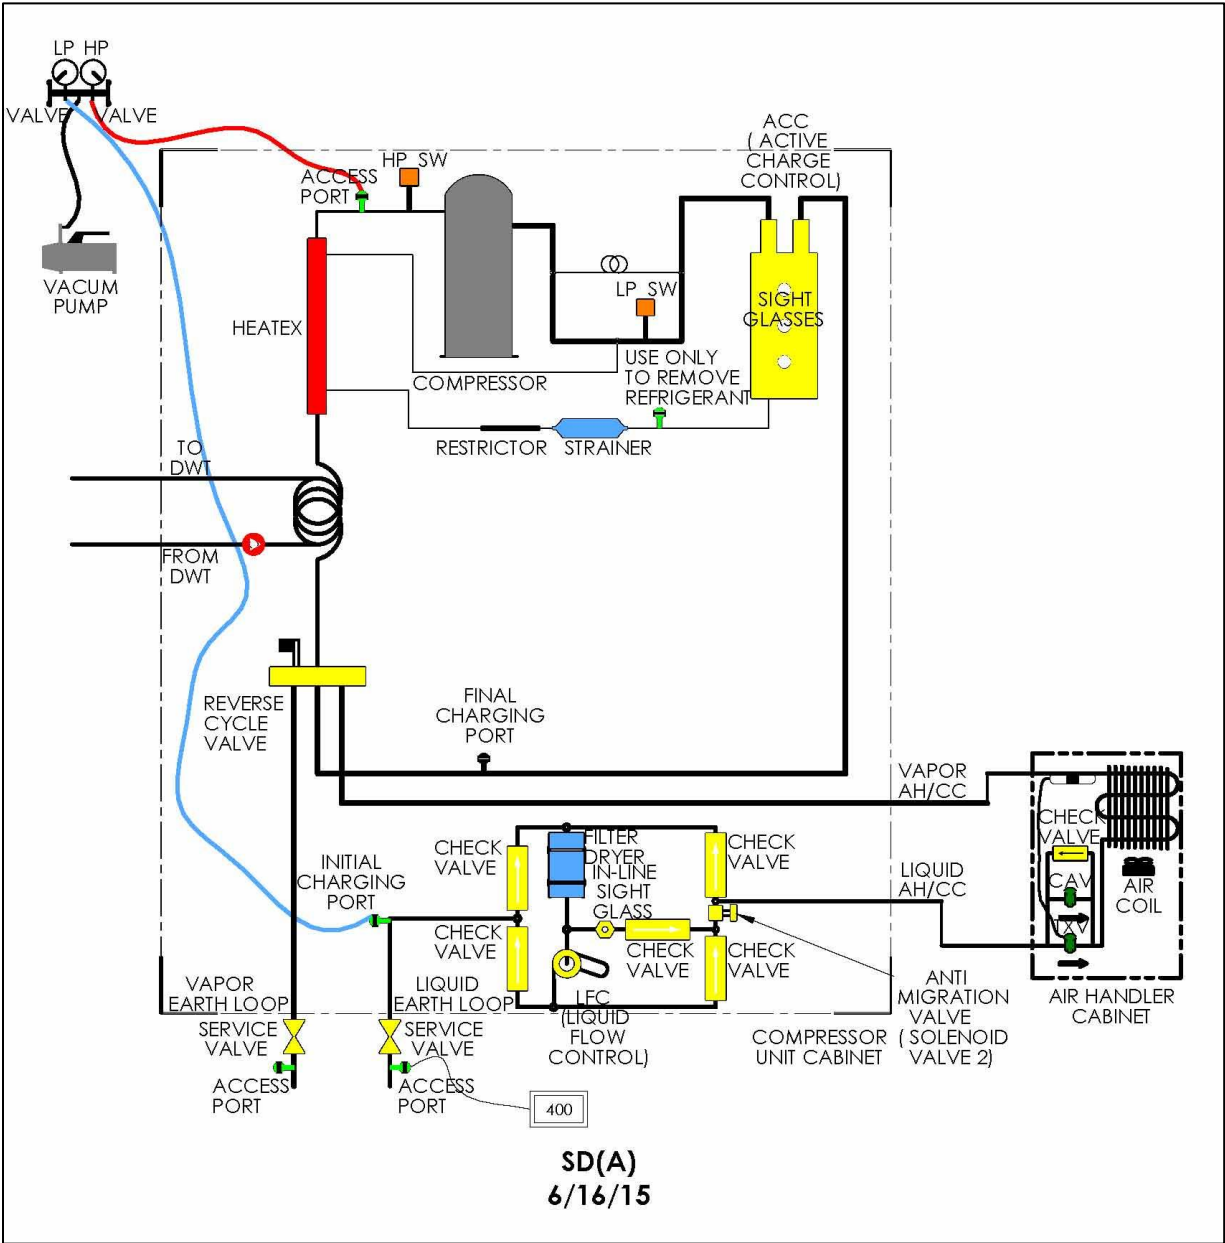 LP HP
VALVE VALVE
VACUM
PUMP
ACCESS
PORT
HP SW
ACC
( ACTIVE
CHARGE
CONTROL)
HEATEX
COMPRESSOR
LP SW
SIGHT
GLASSES
USE ONLY
TO REMOVE
REFRIGERANT
RESTRICTOR
STRAINER
TO
DWT
FROM
DWT
REVERSE
CYCLE
VALVE
FINAL
CHARGING
PORT
VAPOR
AH/CC
LIQUID
AH/CC
CHECK
VALVE
CAV
TXV
AIR
COIL
AIR HANDLER
CABINET
INITIAL
CHARGING
PORT
CHECK
VALVE
CHECK
VALVE
FILTER
DRYER
IN-LINE
SIGHT
GLASS
CHECK
VALVE
CHECK
VALVE
CHECK
VALVE
LFC
(LIQUID
FLOW
CONTROL)
ANTI
MIGRATION
VALVE
( SOLENOID
VALVE 2)
COMPRESSOR
UNIT CABINET
VAPOR
EARTH LOOP
LIQUID
EARTH LOOP
SERVICE
VALVE
SERVICE
VALVE
ACCESS
PORT
ACCESS
PORT
400
SD(A)
6/16/15